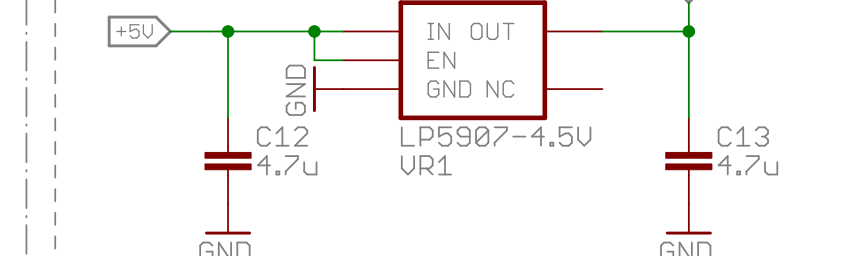 +5V
IN OUT
EN
GND NC
GND
C12
4.7u
LP5907-4.5V
VR1
C13
4.7u
GND
GND